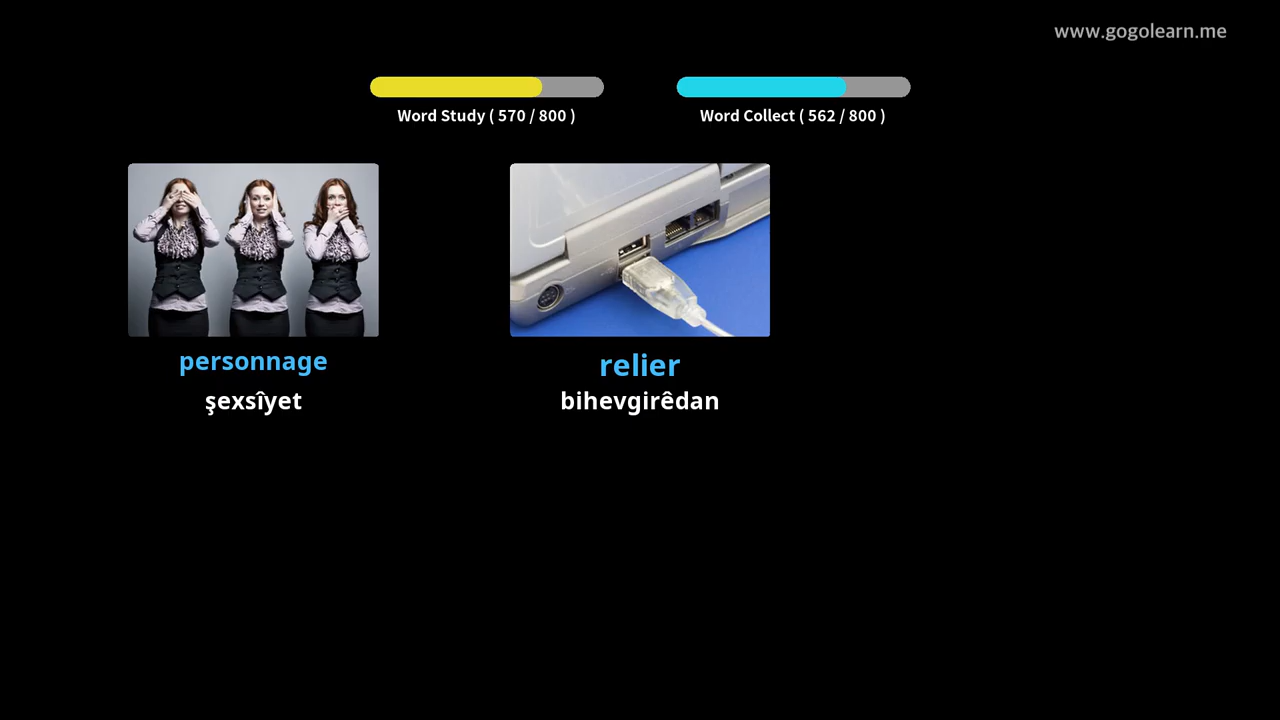 www.gogolearn.me
Word Study ( 570 / 800 )
Word Collect ( 562 / 800 )
personnage
şexsîyet
relier
bihevgirêdan